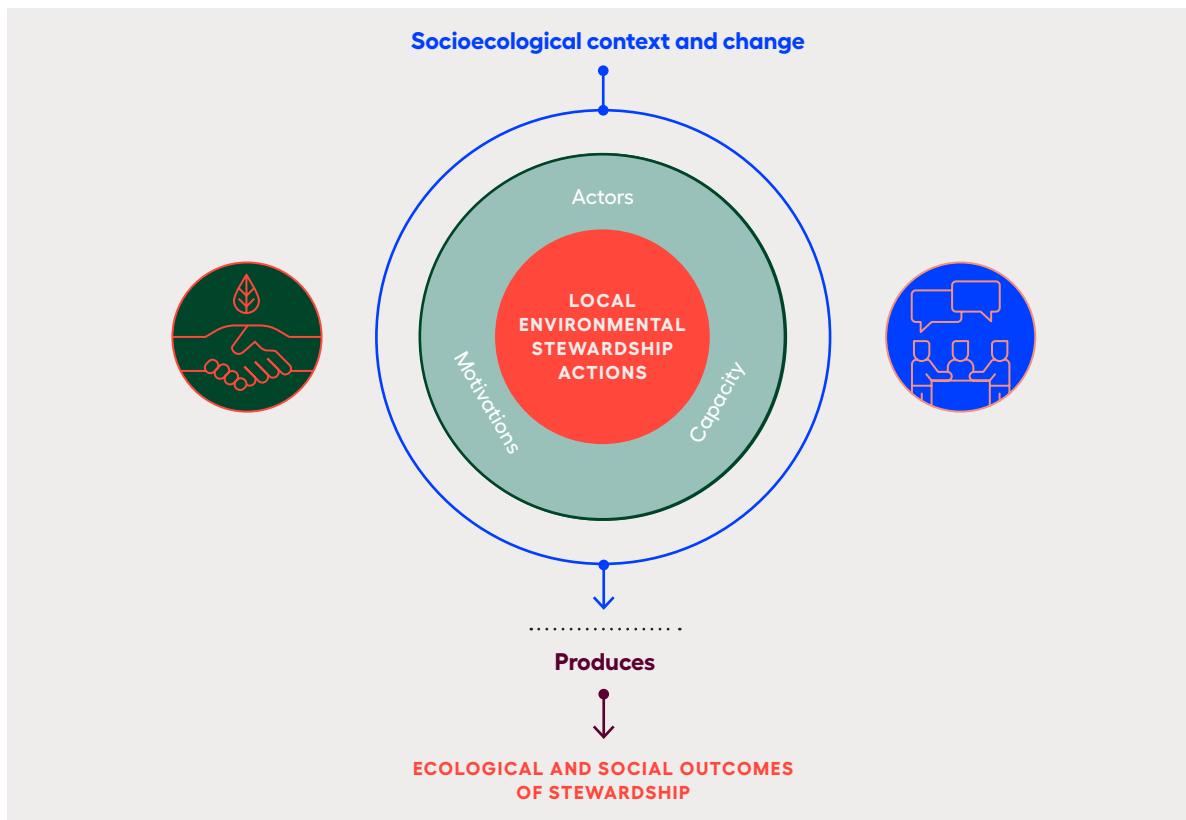 Socioecological context and change
Actors
LOCAL
ENVIRONMENTAL
STEWARDSHIP
ACTIONS
Motivations
Capacity
Produces
ECOLOGICAL AND SOCIAL OUTCOMES
OF STEWARDSHIP